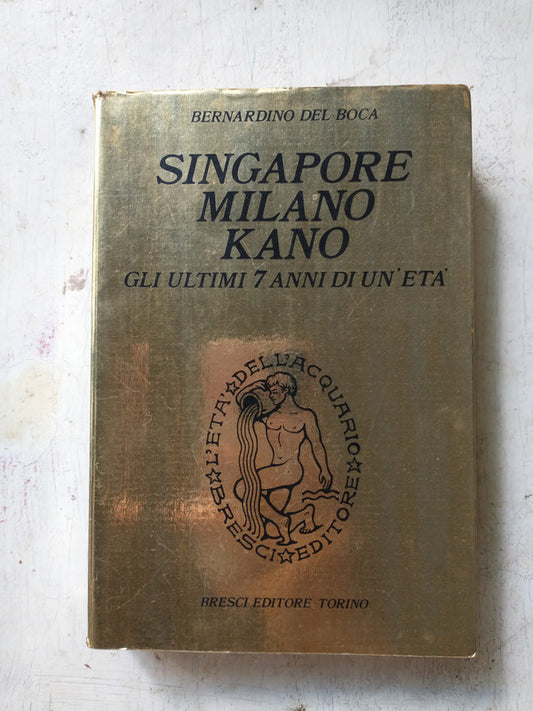 BERNARDINO DEL BOCA
SINGAPORE
MILANO
KANO
GLI ULTIMI 7 ANNI DI UN'ETA'
L'ETA' DELL'ACQUARIO
BRESCI EDITORE
BRESCI EDITORE - TORINO